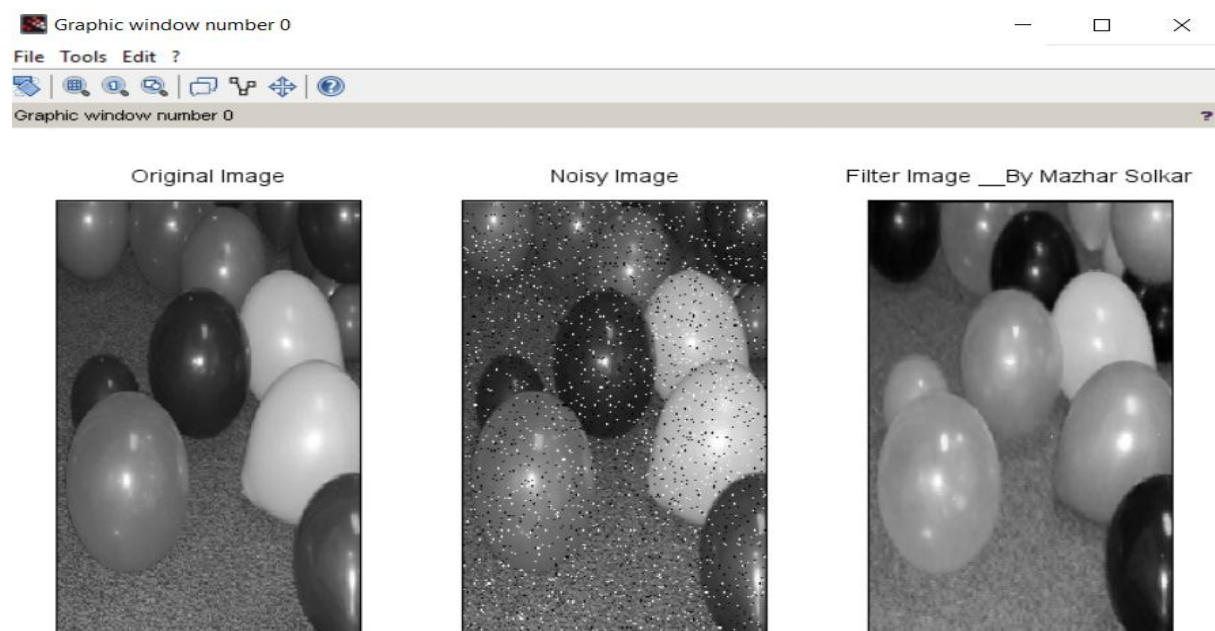 Graphic window number 0
File Tools Edit ?
Graphic window number 0 ?
Original Image
Noisy Image
Filter Image __By Mazhar Solkar